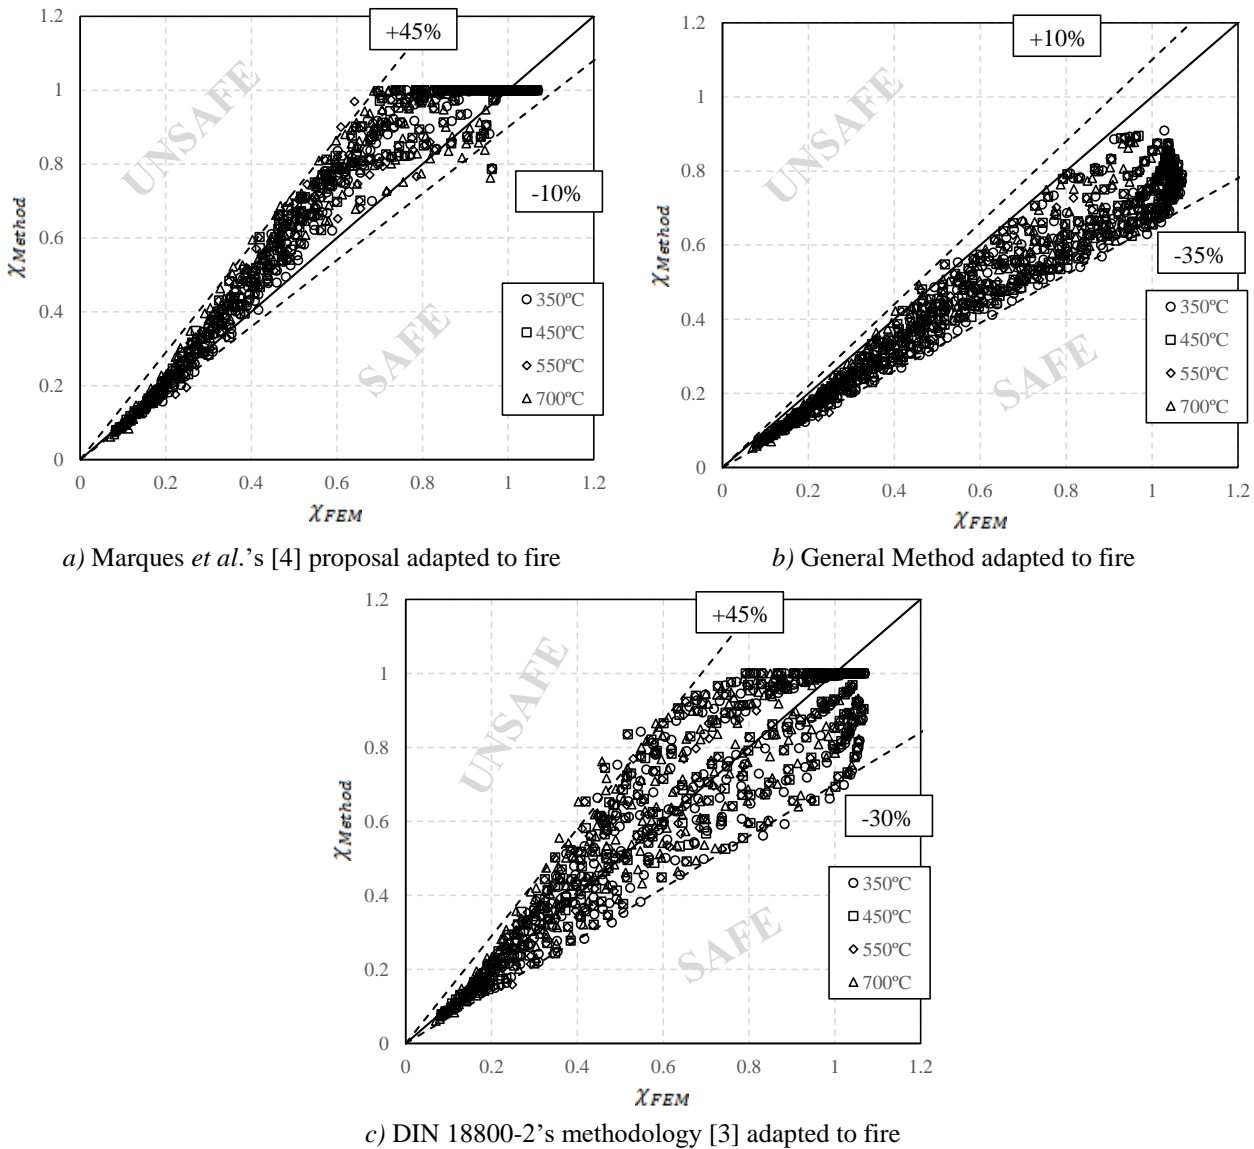 1.2
1
0.8
0.6
0.4
0.2
0
χMethod
+45%
UNSAFE
-10%
SAFE
350ºC
450ºC
550ºC
700ºC
0 0.2 0.4 0.6 0.8 1 1.2
χFEM
a) Marques et al.’s [4] proposal adapted to fire
1.2
1
0.8
0.6
0.4
0.2
0
χMethod
+10%
UNSAFE
-35%
SAFE
350ºC
450ºC
550ºC
700ºC
0 0.2 0.4 0.6 0.8 1 1.2
χFEM
b) General Method adapted to fire
1.2
1
0.8
0.6
0.4
0.2
0
χMethod
+45%
UNSAFE
-30%
SAFE
350ºC
450ºC
550ºC
700ºC
0 0.2 0.4 0.6 0.8 1 1.2
χFEM
c) DIN 18800-2’s methodology [3] adapted to fire